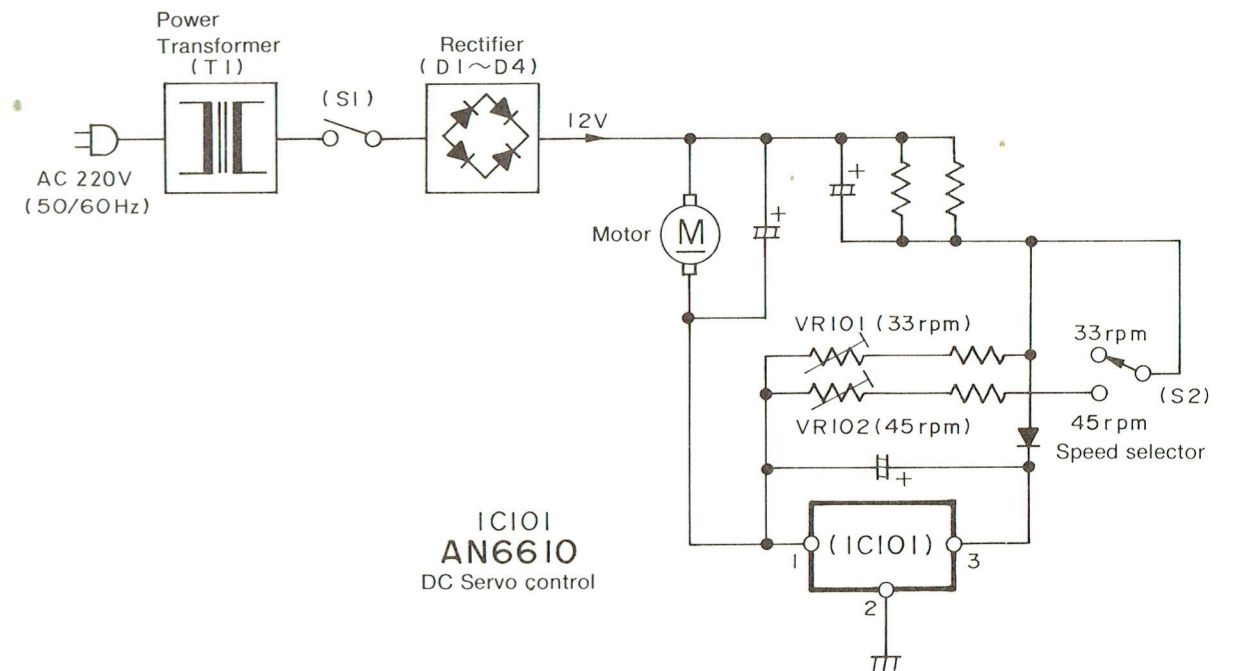 Power
Transformer
(T1)
Rectifier
(D1~D4)
(S1)
12V
AC 220V
(50/60Hz)
Motor
M
+
+
VR101 (33rpm)
33rpm
(S2)
VR102 (45rpm)
45rpm
Speed selector
+
IC101
AN6610
DC Servo control
1
(IC101)
3
2